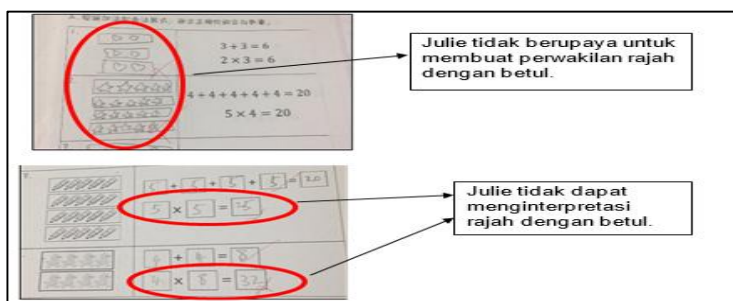 1.
3 + 3 = 6
2 × 3 = 6
4 + 4 + 4 + 4 + 4 = 20
5 × 4 = 20
Julie tidak berupaya untuk
membuat perwakilan rajah
dengan betul.
5 + 5 + 5 + 5 = 20
5 × 5 = 25
4 + 4 = 8
4 × 8 = 32
Julie tidak dapat
menginterpretasi
rajah dengan betul.